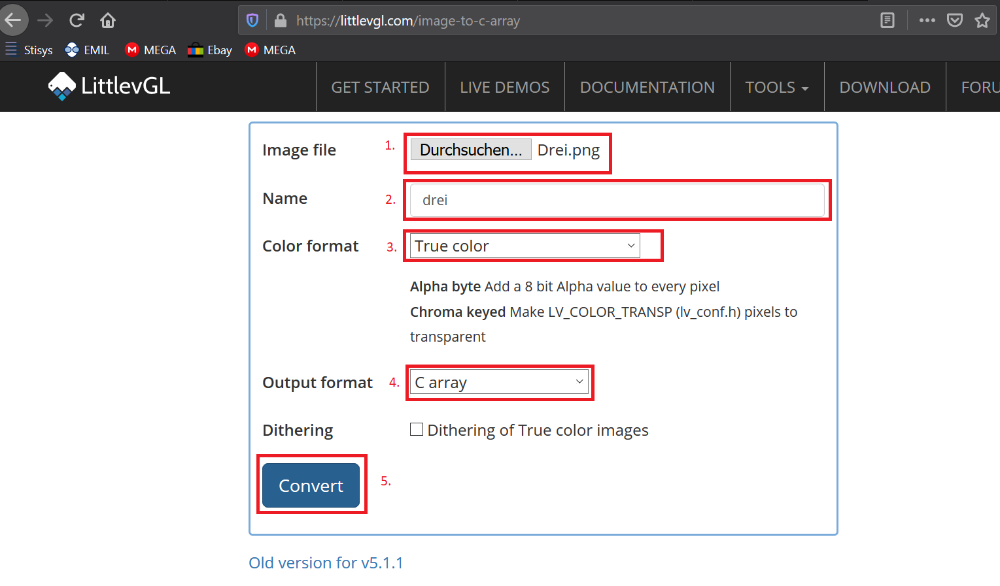 https://littlevgl.com/image-to-c-array
Stisys EMIL MEGA Ebay MEGA
LittlevGL GET STARTED LIVE DEMOS DOCUMENTATION TOOLS DOWNLOAD FORU
Image file 1. Durchsuchen... Drei.png
Name 2. drei
Color format 3. True color
Alpha byte Add a 8 bit Alpha value to every pixel
Chroma keyed Make LV_COLOR_TRANSP (lv_conf.h) pixels to
transparent
Output format 4. C array
Dithering Dithering of True color images
Convert 5.
Old version for v5.1.1